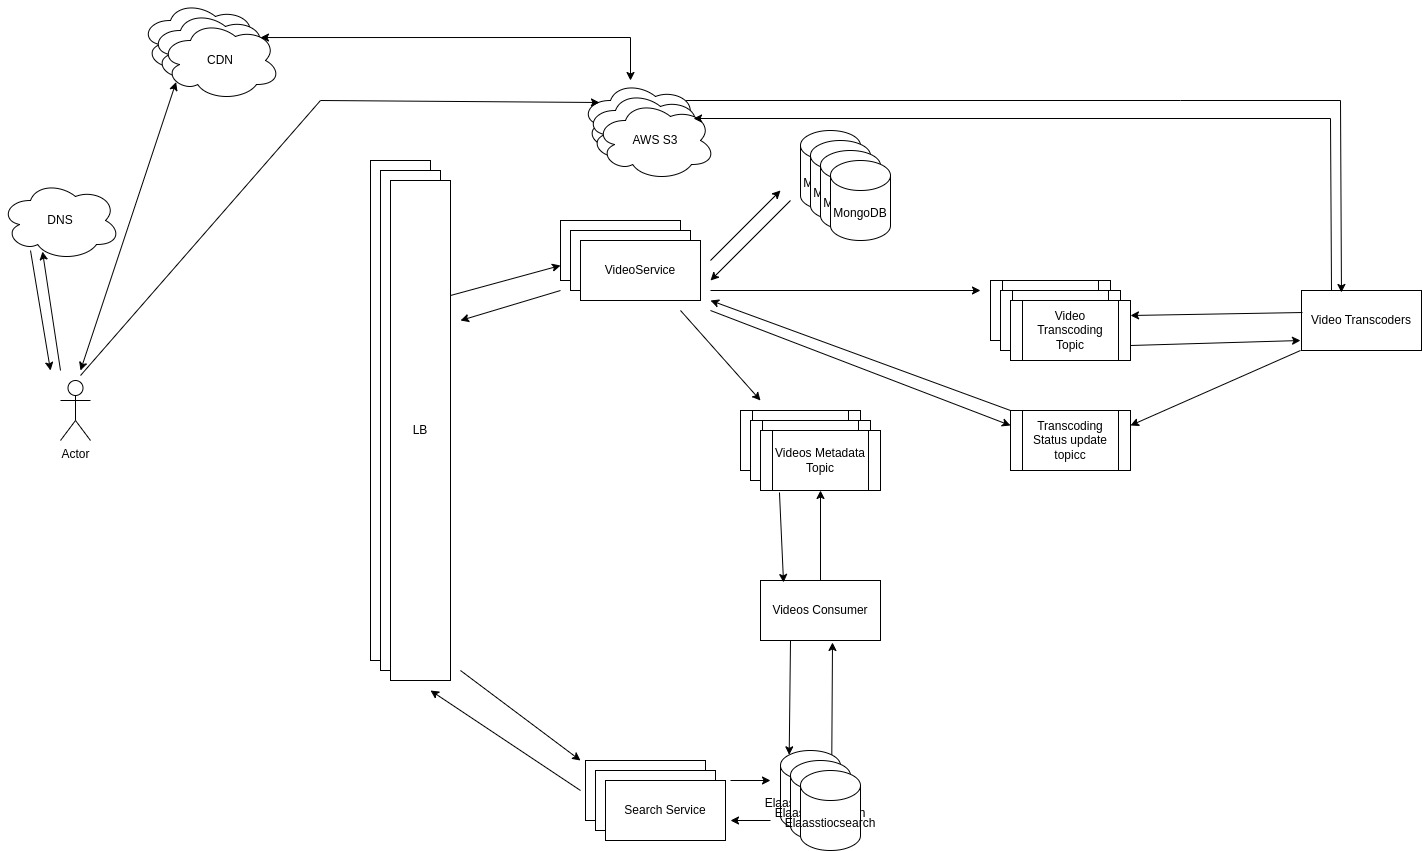 CDN
AWS S3
DNS
M
M
M
MongoDB
VideoService
Video
Transcoding
Topic
Video Transcoders
Actor
LB
Transcoding
Status update
topicc
Videos Metadata
Topic
Videos Consumer
Search Service
Elaas
Elaa
Elaasstiocsearch